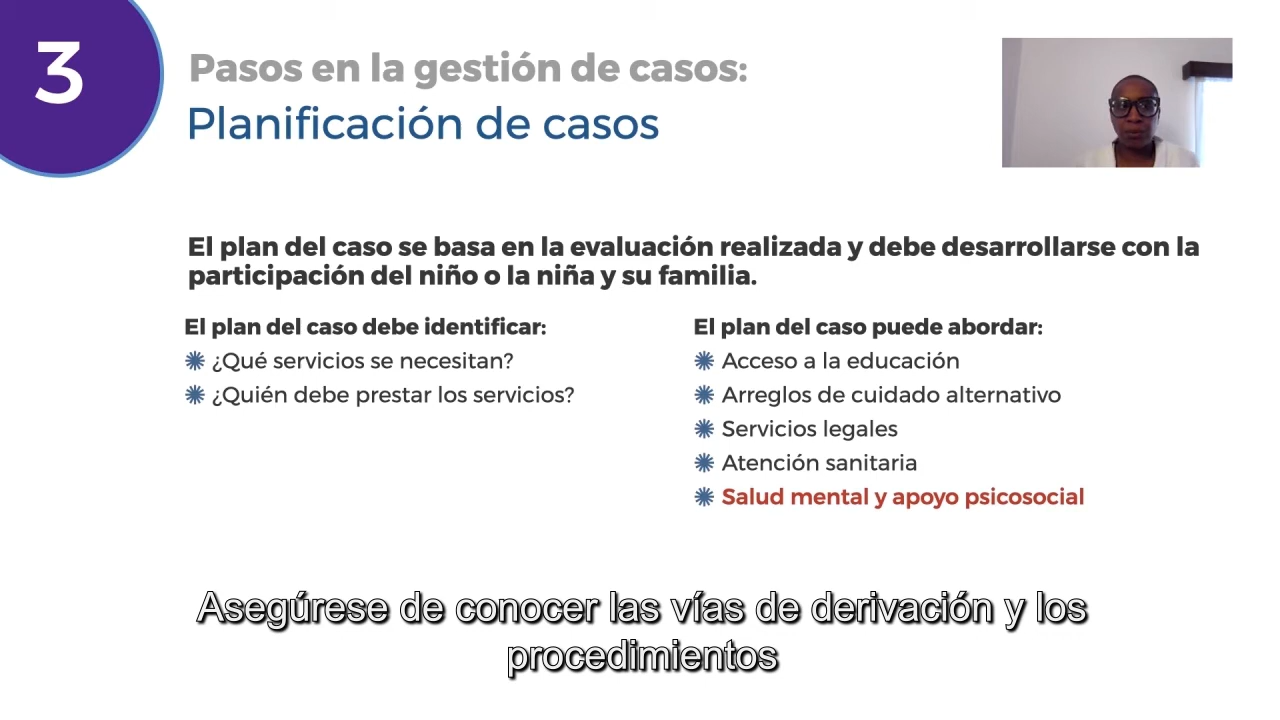 3
Pasos en la gestión de casos:
Planificación de casos
El plan del caso se basa en la evaluación realizada y debe desarrollarse con la
participación del niño o la niña y su familia.
El plan del caso debe identificar:
¿Qué servicios se necesitan?
¿Quién debe prestar los servicios?
El plan del caso puede abordar:
Acceso a la educación
Arreglos de cuidado alternativo
Servicios legales
Atención sanitaria
Salud mental y apoyo psicosocial
Asegúrese de conocer las vías de derivación y los
procedimientos